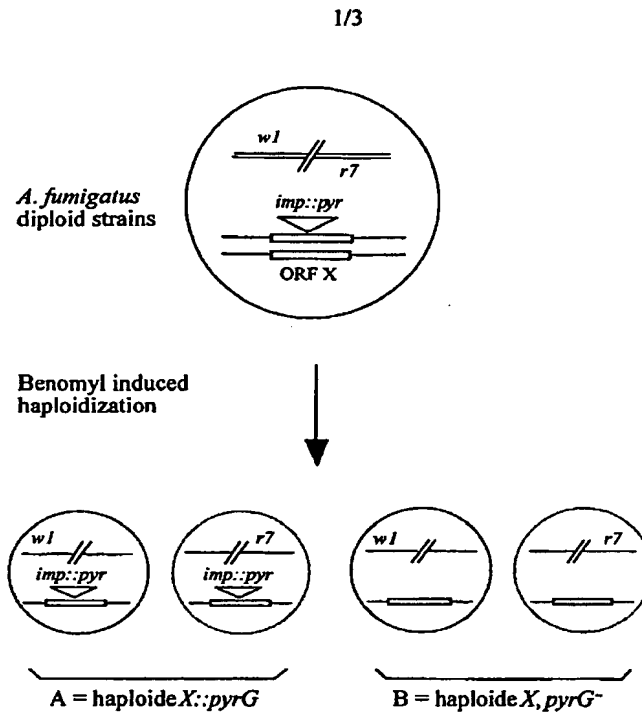 1/3
w1
r7
A. fumigatus
diploid strains
imp::pyr
ORF X
Benomyl induced
haploidization
w1
r7
w1
r7
imp::pyr
imp::pyr
A = haploide X::pyrG
B = haploide X, pyrG-